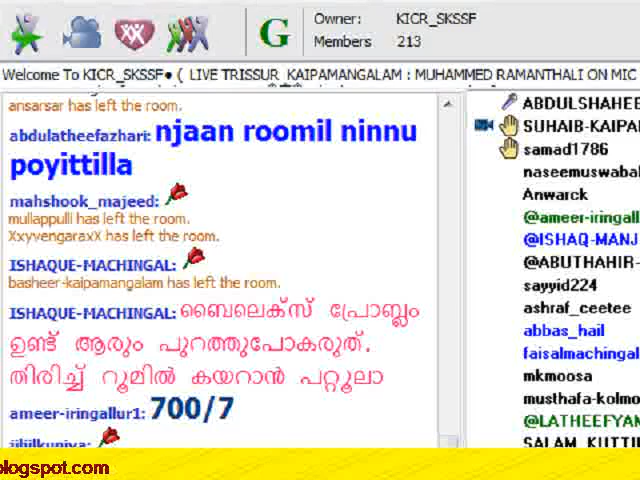 G
Owner: KICR_SKSSF
Members 213
Welcome To KICR_SKSSF● ( LIVE TRISSUR KAIPAMANGALAM : MUHAMMED RAMANTHALI ON MIC
ansarsar has left the room.
abdulatheefazhari: njaan roomil ninnu
poyittilla
mahshook_majeed:
mullappulli has left the room.
XxyvengaraxX has left the room.
ISHAQUE-MACHINGAL:
basheer-kaipamangalam has left the room.
ISHAQUE-MACHINGAL: ബൈലെക്സ് പ്രോബ്ലം
ഉണ്ട് ആരും പുറത്തുപോകരുത്.
തിരിച്ച് റൂമിൽ കയറാൻ പറ്റൂലാ
ameer-iringallur1: 700/7
ABDULSHAHEE
SUHAIB-KAIPA
samad1786
naseemuswaba
Anwarck
@ameer-iringall
@ISHAQ-MANJ
@ABUTHAHIR-
sayyid224
ashraf_ceetee
abbas_hail
faisalmachingal
mkmoosa
musthafa-kolmo
@LATHEEFYAN
SALAM_KUTTI
blogspot.com